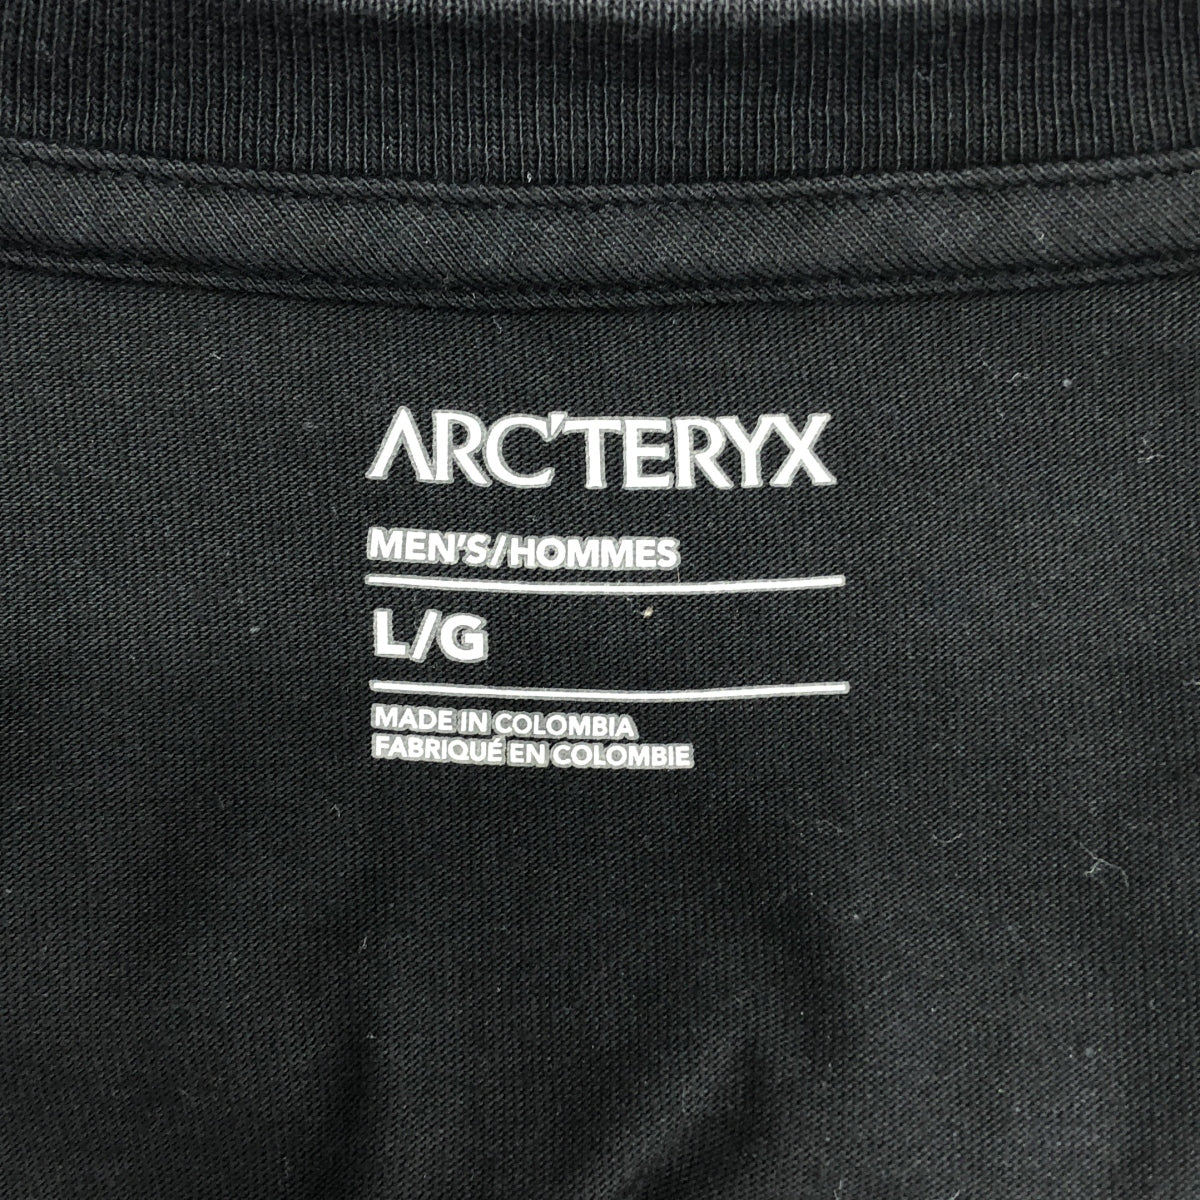 ARC'TERYX
MEN'S/HOMMES
L/G
MADE IN COLOMBIA
FABRIQUÉ EN COLOMBIE